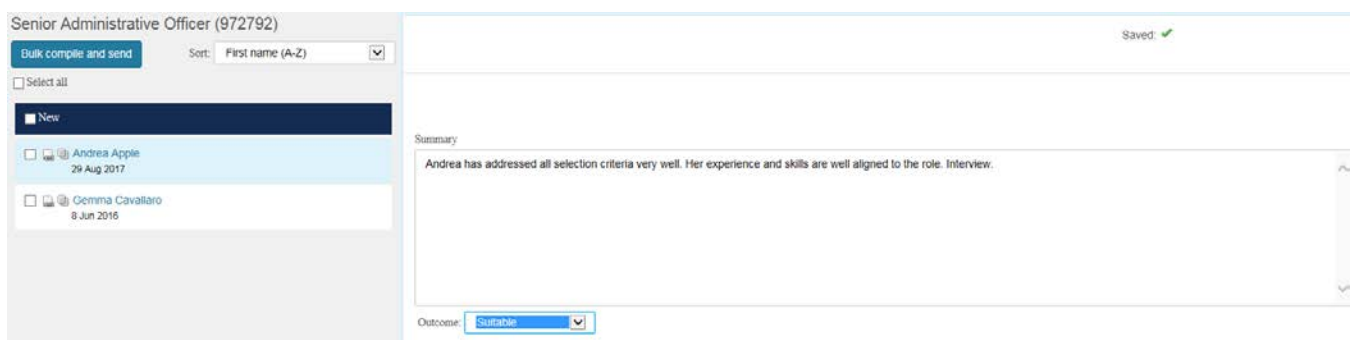 Senior Administrative Officer (972792)
Bulk compile and send
Sort: First name (A-Z)
Saved:
Select all
New
Andrea Apple
29 Aug 2017
Gemma Cavallaro
8 Jun 2016
Summary
Andrea has addressed all selection criteria very well. Her experience and skills are well aligned to the role. Interview.
Outcome: Suitable